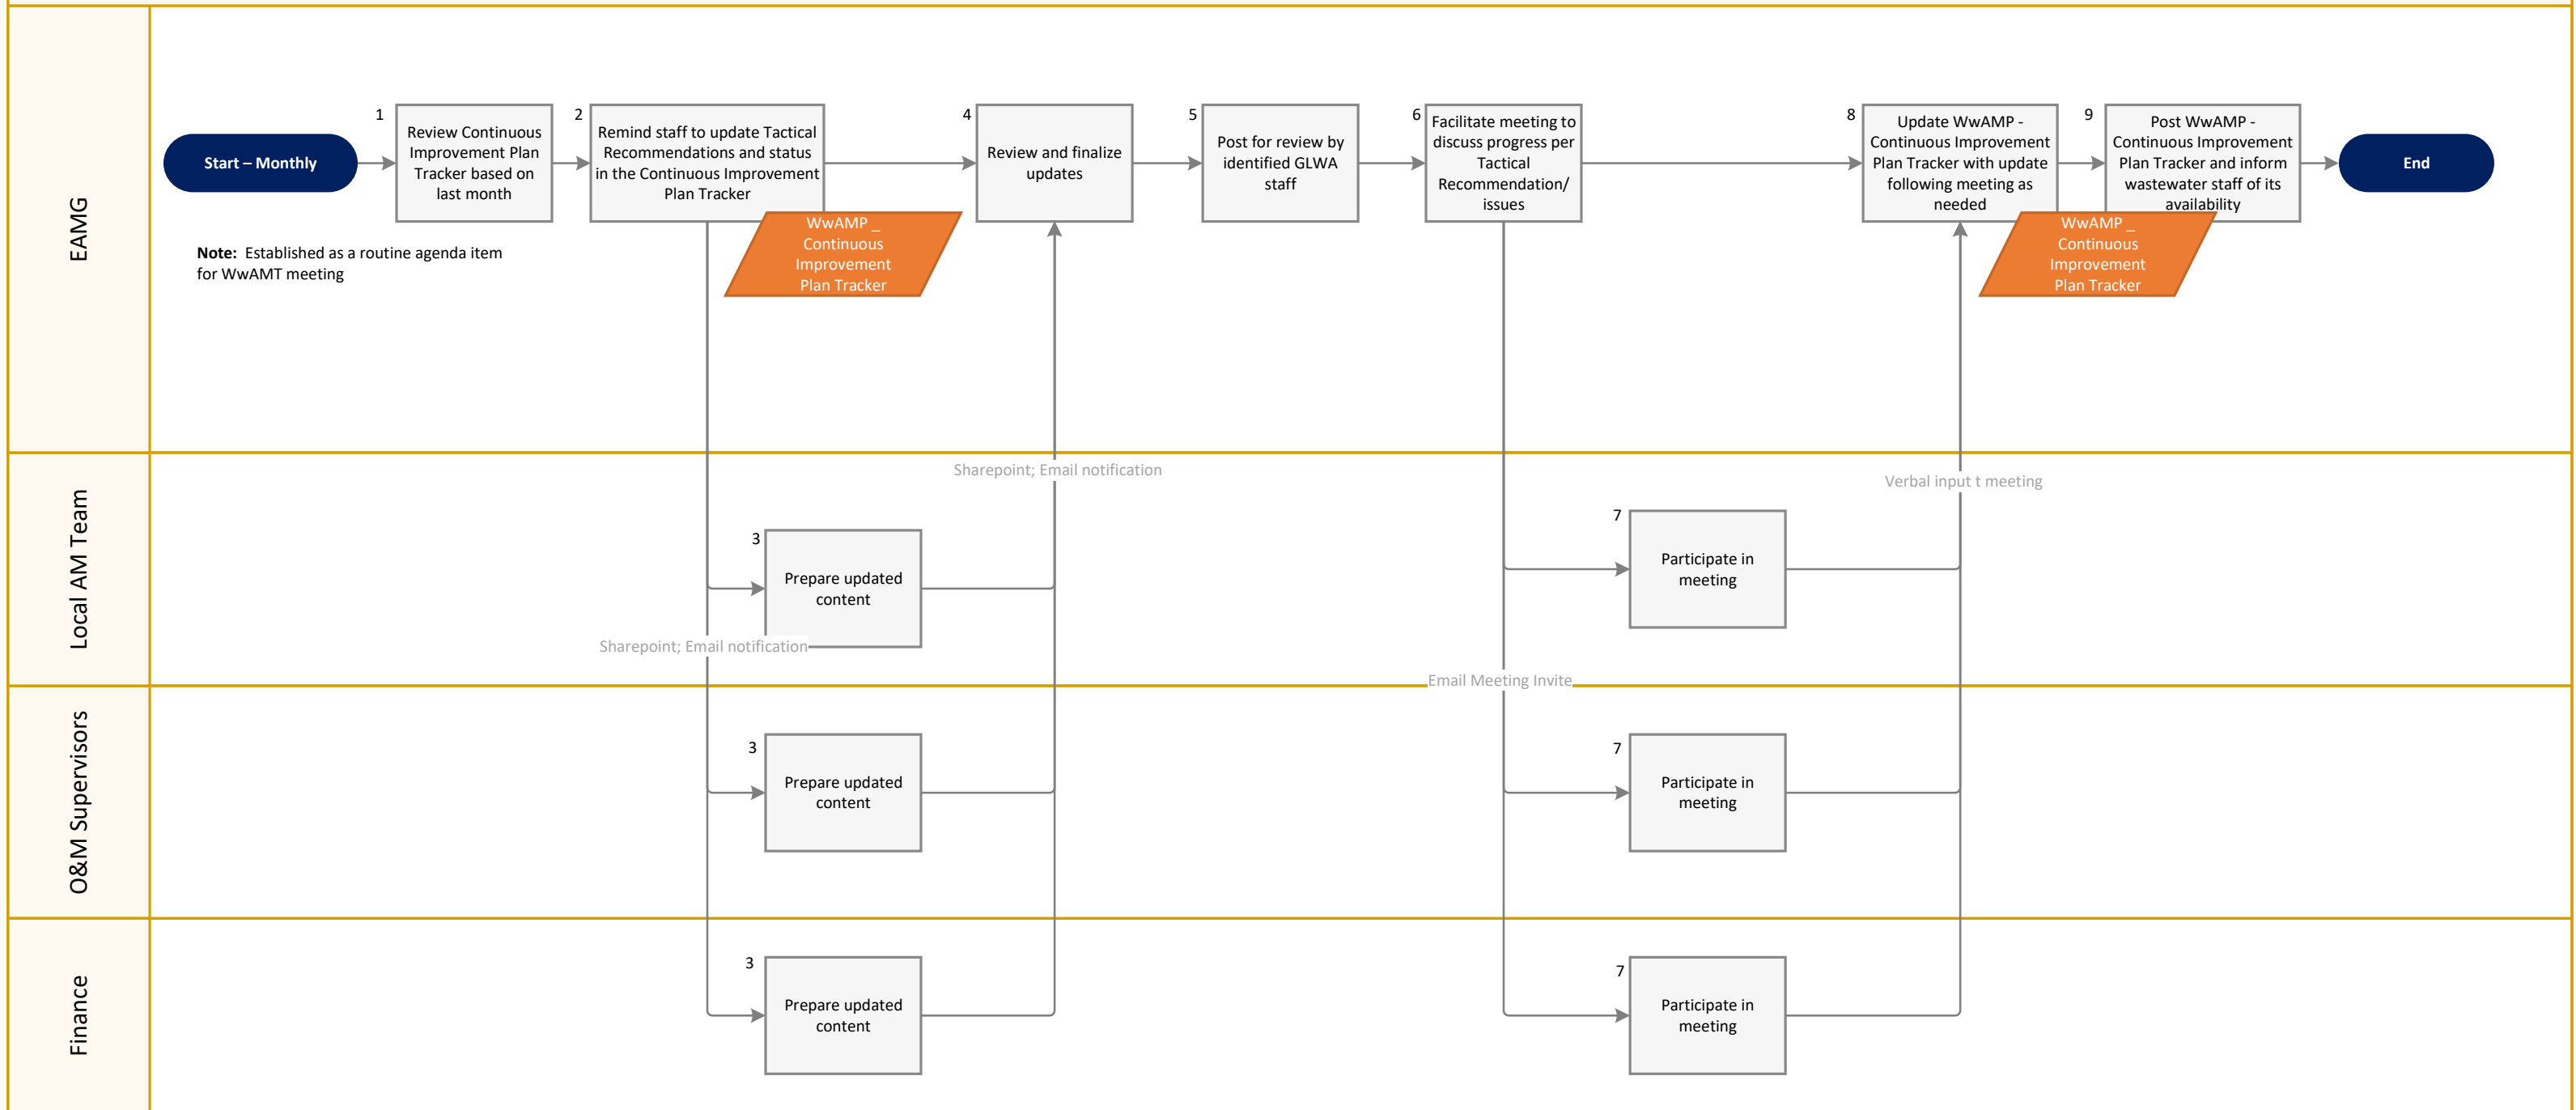 EAMG
Start – Monthly
1
Review Continuous
Improvement Plan
Tracker based on
last month
2
Remind staff to update Tactical
Recommendations and status
in the Continuous Improvement
Plan Tracker
WwAMP _
Continuous
Improvement
Plan Tracker
4
Review and finalize
updates
5
Post for review by
identified GLWA
staff
6
Facilitate meeting to
discuss progress per
Tactical
Recommendation/
issues
8
Update WwAMP -
Continuous Improvement
Plan Tracker with update
following meeting as
needed
9
Post WwAMP -
Continuous Improvement
Plan Tracker and inform
wastewater staff of its
availability
WwAMP _
Continuous
Improvement
Plan Tracker
End
Note: Established as a routine agenda item
for WwAMT meeting
Local AM Team
Sharepoint; Email notification
Verbal input t meeting
3
Prepare updated
content
7
Participate in
meeting
Sharepoint; Email notification
Email Meeting Invite
O&M Supervisors
3
Prepare updated
content
7
Participate in
meeting
Finance
3
Prepare updated
content
7
Participate in
meeting